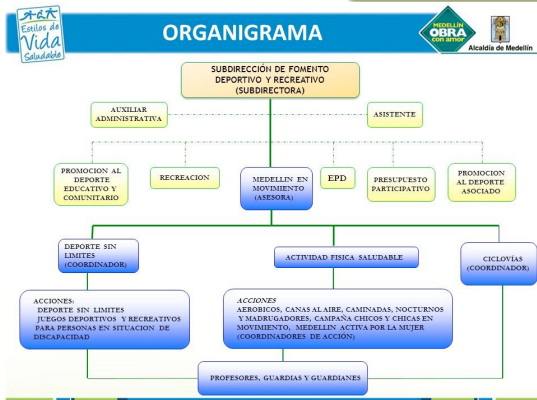 Estilos de
Vida
Saludable
ORGANIGRAMA
MEDELLÍN
OBRA
con amor
Alcaldía de Medellín
SUBDIRECCIÓN DE FOMENTO
DEPORTIVO Y RECREATIVO
(SUBDIRECTORA)
AUXILIAR
ADMINISTRATIVA
ASISTENTE
PROMOCION AL
DEPORTE
EDUCATIVO Y
COMUNITARIO
RECREACION
MEDELLIN EN
MOVIMIENTO
(ASESORA)
EPD
PRESUPUESTO
PARTICIPATIVO
PROMOCION
AL DEPORTE
ASOCIADO
DEPORTE SIN
LIMITES
(COORDINADOR)
ACTIVIDAD FISICA SALUDABLE
CICLOVÍAS
(COORDINADOR)
ACCIONES:
DEPORTE SIN LIMITES
JUEGOS DEPORTIVOS Y RECREATIVOS
PARA PERSONAS EN SITUACION DE
DISCAPACIDAD
ACCIONES
AEROBICOS, CANAS AL AIRE, CAMINADAS, NOCTURNOS
Y MADRUGADORES, CAMPAÑA CHICOS Y CHICAS EN
MOVIMIENTO, MEDELLIN ACTIVA POR LA MUJER
(COORDINADORES DE ACCIÓN)
PROFESORES, GUARDIAS Y GUARDIANES